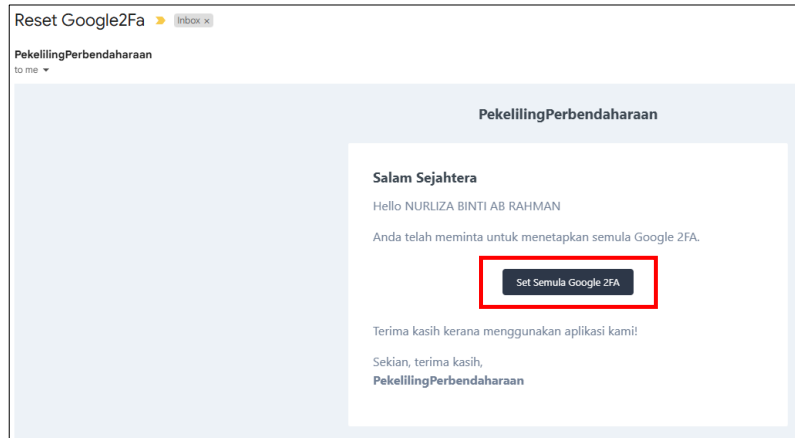 Reset Google2Fa Inbox x
PekelilingPerbendaharaan
to me
PekelilingPerbendaharaan
Salam Sejahtera
Hello NURLIZA BINTI AB RAHMAN
Anda telah meminta untuk menetapkan semula Google 2FA.
Set Semula Google 2FA
Terima kasih kerana menggunakan aplikasi kami!
Sekian, terima kasih,
PekelilingPerbendaharaan